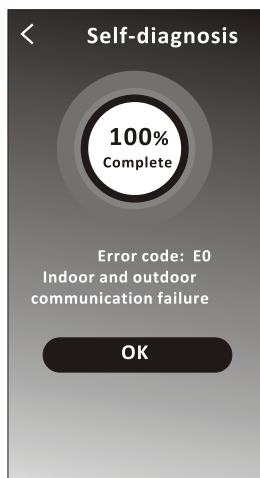 Self-diagnosis
100%
Complete
Error code: E0
Indoor and outdoor
communication failure
OK